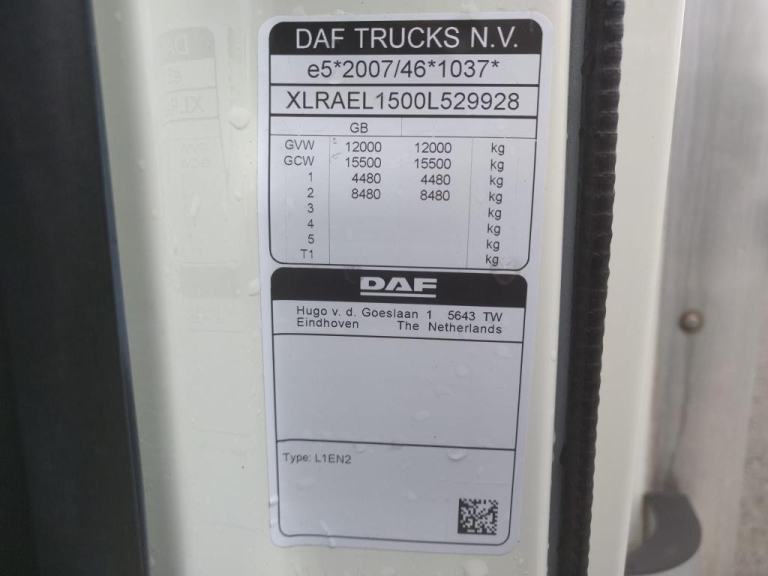 DAF TRUCKS N.V.
e5*2007/46*1037*
XLRAEL1500L529928
GB
GVW 12000 12000 kg
GCW 15500 15500 kg
1 4480 4480 kg
2 8480 8480 kg
3 kg
4 kg
5 kg
T1 kg
DAF
Hugo v. d. Goeslaan 1 5643 TW
Eindhoven The Netherlands
Type: L1EN2